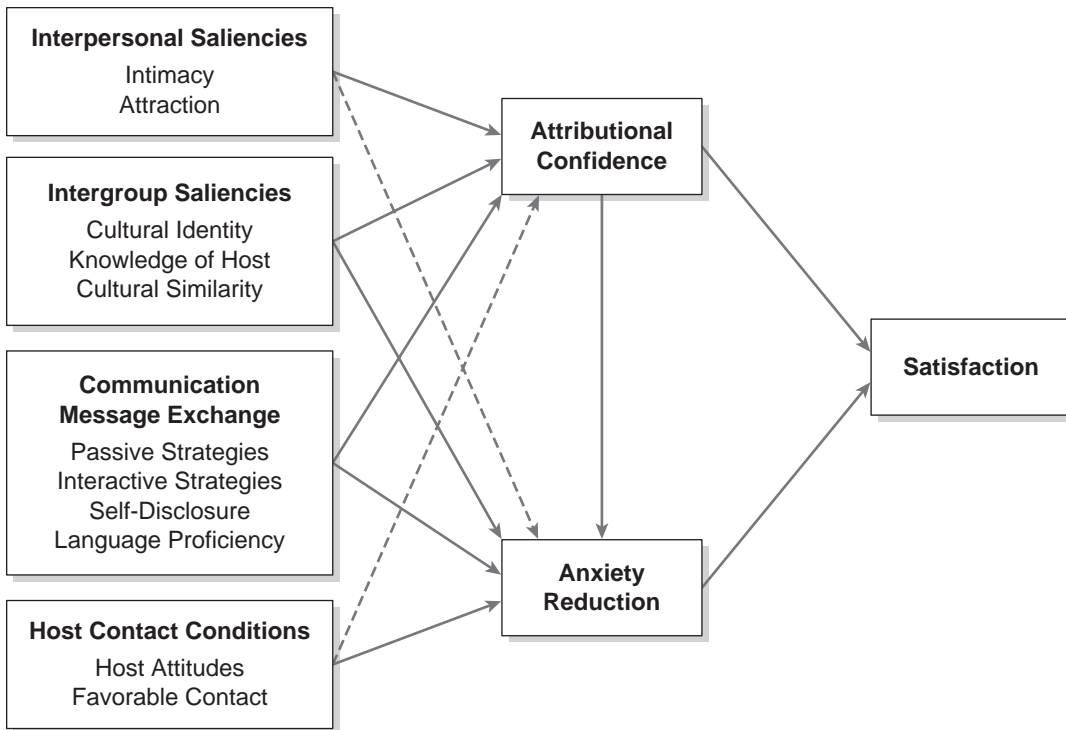 Interpersonal Saliencies
Intimacy
Attraction
Intergroup Saliencies
Cultural Identity
Knowledge of Host
Cultural Similarity
Communication
Message Exchange
Passive Strategies
Interactive Strategies
Self-Disclosure
Language Proficiency
Host Contact Conditions
Host Attitudes
Favorable Contact
Attributional
Confidence
Anxiety
Reduction
Satisfaction